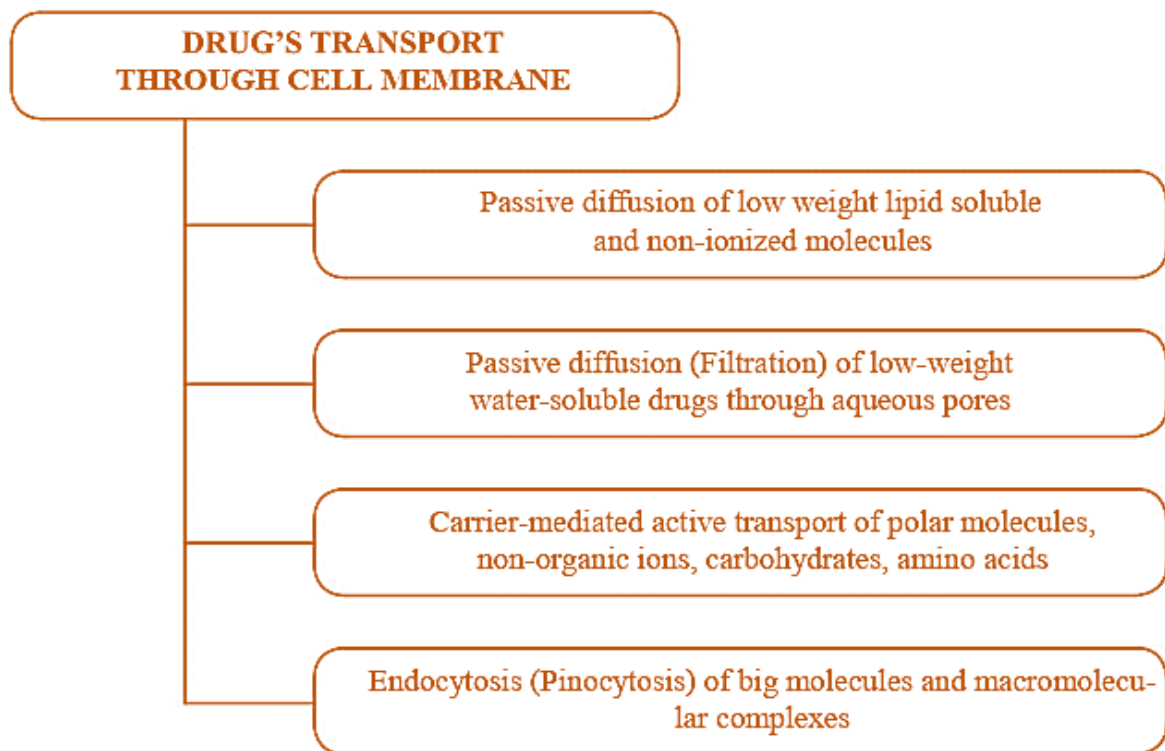 DRUG'S TRANSPORT
THROUGH CELL MEMBRANE
Passive diffusion of low weight lipid soluble
and non-ionized molecules
Passive diffusion (Filtration) of low-weight
water-soluble drugs through aqueous pores
Carrier-mediated active transport of polar molecules,
non-organic ions, carbohydrates, amino acids
Endocytosis (Pinocytosis) of big molecules and macromolecu-
lar complexes